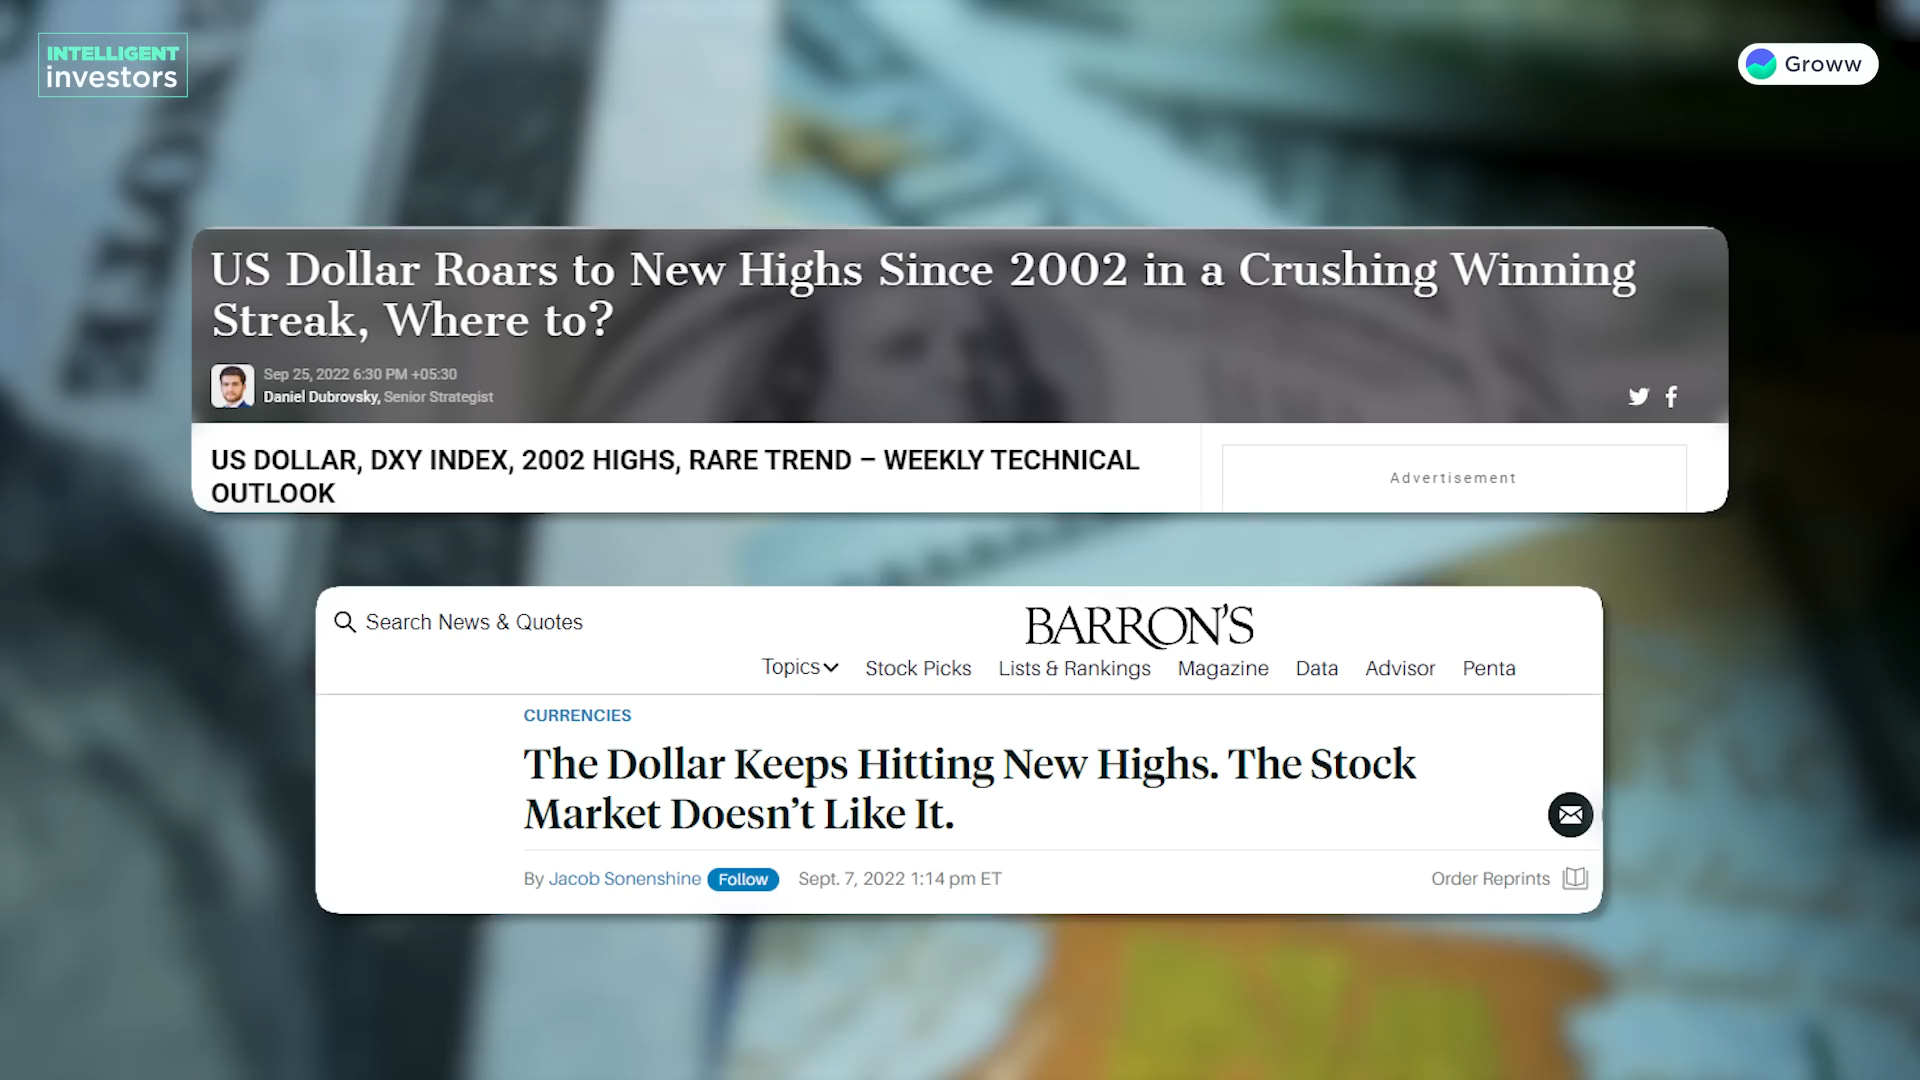 INTELLIGENT
investors
Groww
US Dollar Roars to New Highs Since 2002 in a Crushing Winning
Streak, Where to?
Sep 25, 2022 6:30 PM +05:30
Daniel Dubrovsky, Senior Strategist
US DOLLAR, DXY INDEX, 2002 HIGHS, RARE TREND – WEEKLY TECHNICAL
OUTLOOK
Advertisement
Search News & Quotes
BARRON'S
Topics Stock Picks Lists & Rankings Magazine Data Advisor Penta
CURRENCIES
The Dollar Keeps Hitting New Highs. The Stock
Market Doesn't Like It.
By Jacob Sonenshine Follow Sept. 7, 2022 1:14 pm ET
Order Reprints